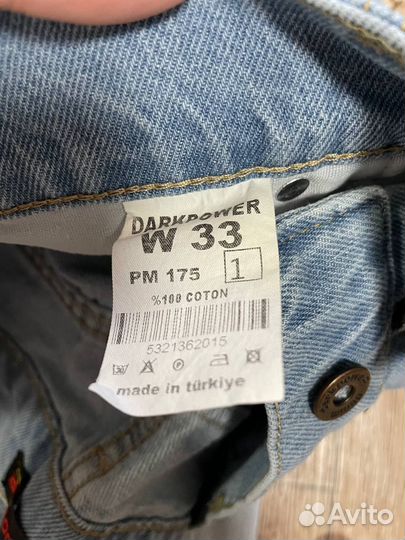 DARKPOWER
W 33
PM 175 1
%100 COTON
5321362015
made in türkiye
Avito